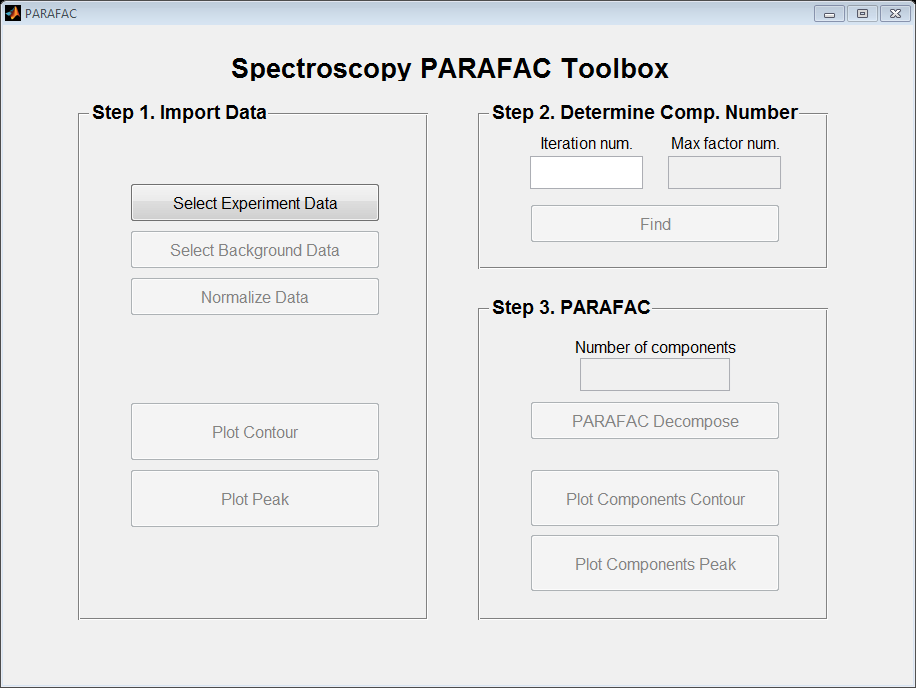 PARAFAC
Spectroscopy PARAFAC Toolbox
Step 1. Import Data
Select Experiment Data
Select Background Data
Normalize Data
Plot Contour
Plot Peak
Step 2. Determine Comp. Number
Iteration num. Max factor num.
Find
Step 3. PARAFAC
Number of components
PARAFAC Decompose
Plot Components Contour
Plot Components Peak